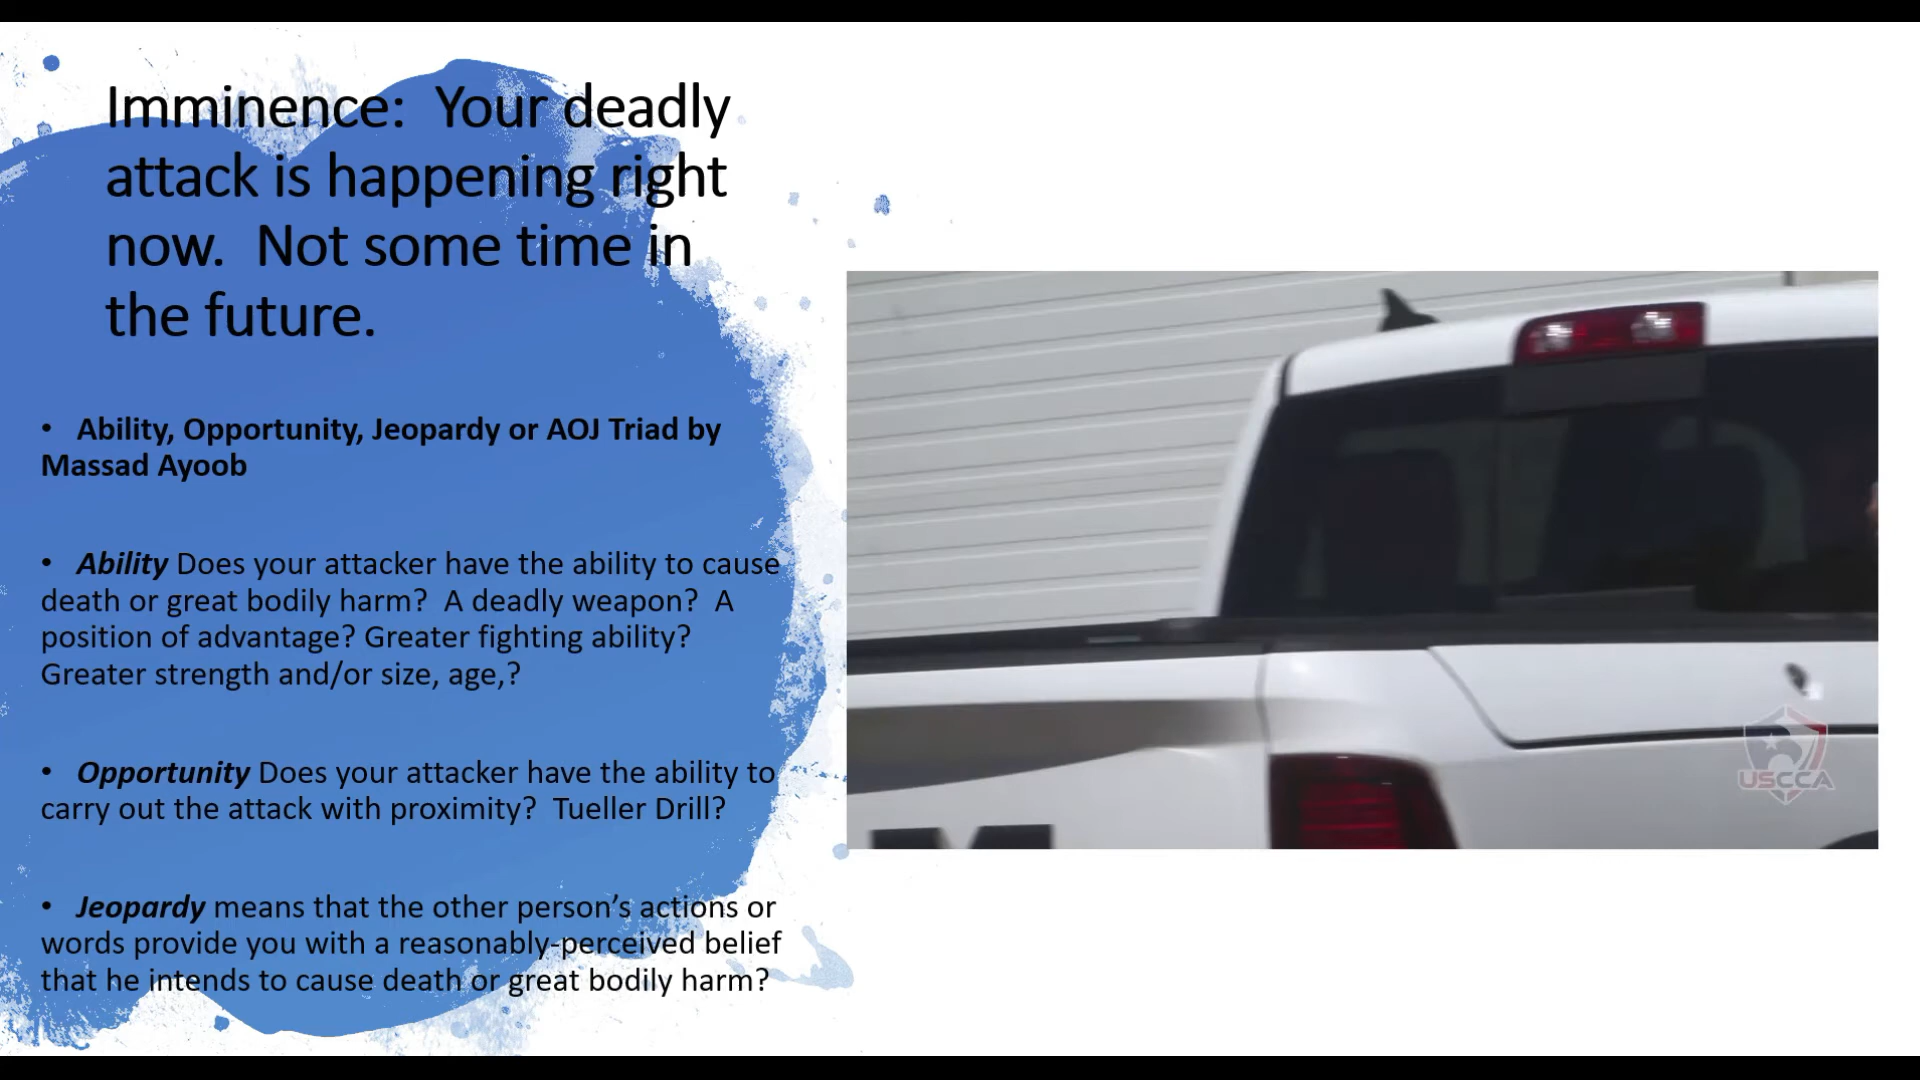 Imminence:  Your deadly
attack is happening right
now.  Not some time in
the future.
• Ability, Opportunity, Jeopardy or AOJ Triad by
Massad Ayoob
• Ability Does your attacker have the ability to cause
death or great bodily harm?  A deadly weapon?  A
position of advantage? Greater fighting ability?
Greater strength and/or size, age,?
• Opportunity Does your attacker have the ability to
carry out the attack with proximity?  Tueller Drill?
• Jeopardy means that the other person’s actions or
words provide you with a reasonably-perceived belief
that he intends to cause death or great bodily harm?
USCCA